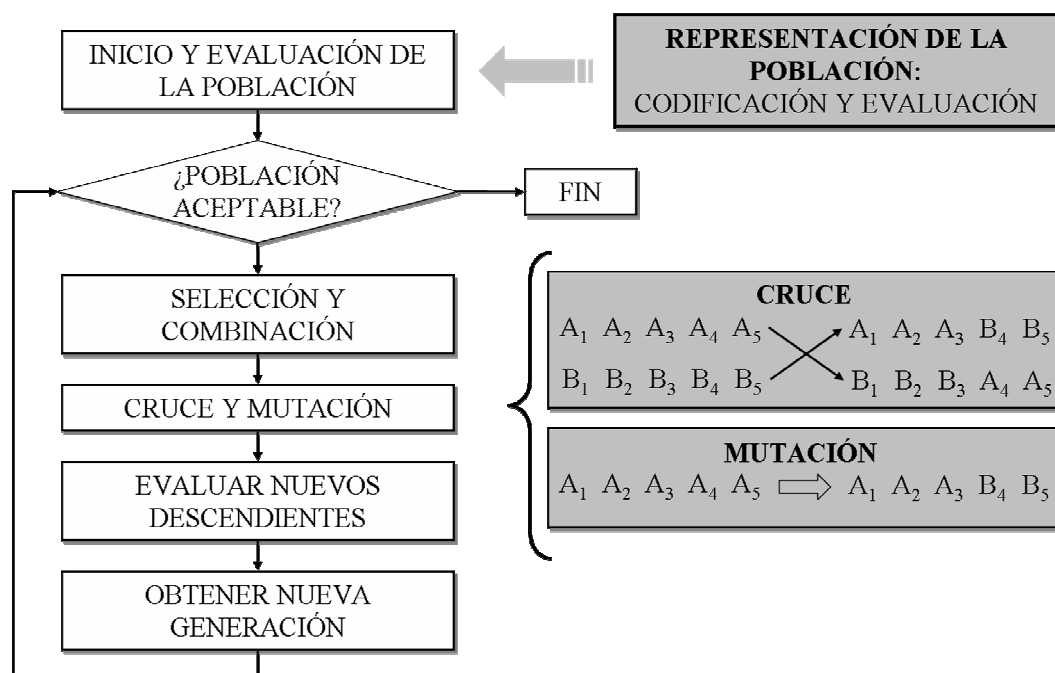 INICIO Y EVALUACIÓN DE
LA POBLACIÓN
REPRESENTACIÓN DE LA
POBLACIÓN:
CODIFICACIÓN Y EVALUACIÓN
¿POBLACIÓN
ACEPTABLE?
FIN
SELECCIÓN Y
COMBINACIÓN
CRUCE Y MUTACIÓN
EVALUAR NUEVOS
DESCENDIENTES
OBTENER NUEVA
GENERACIÓN
CRUCE
A₁ A₂ A₃ A₄ A₅ A₁ A₂ A₃ B₄ B₅
B₁ B₂ B₃ B₄ B₅ B₁ B₂ B₃ A₄ A₅
MUTACIÓN
A₁ A₂ A₃ A₄ A₅ A₁ A₂ A₃ B₄ B₅